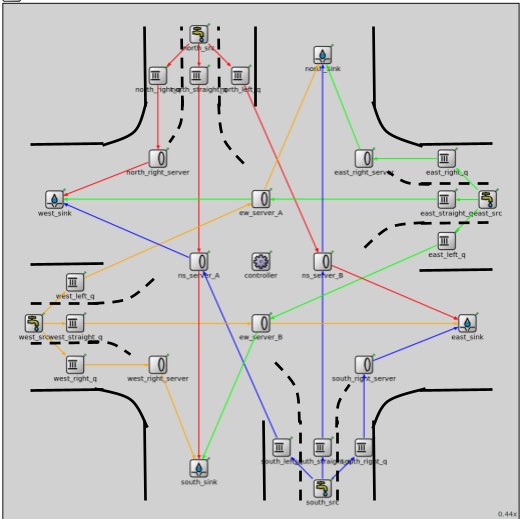 north_src
north_sink
north_right_q
north_straight_q
north_left_q
north_right_server
east_right_server
east_right_q
west_sink
ew_server_A
east_straight_q
east_src
east_left_q
ns_server_A
controller
ns_server_B
west_left_q
west_src
west_straight_q
ew_server_B
east_sink
west_right_q
west_right_server
south_right_server
south_left_q
south_straight_q
south_right_q
south_sink
south_src
0.44x